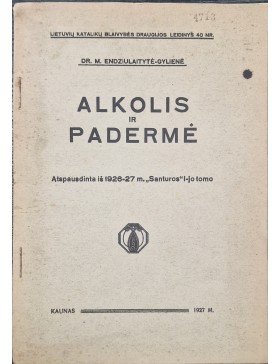 4713
LIETUVIŲ KATALIKŲ BLAIVYBĖS DRAUGIJOS LEIDINYS 40 NR.
DR. M. ENDZIULAITYTĖ-GYLIENĖ
ALKOLIS
IR
PADERMĖ
Atspausdinta iš 1926-27 m. „Santuros" I-jo tomo
KAUNAS 1927 M.